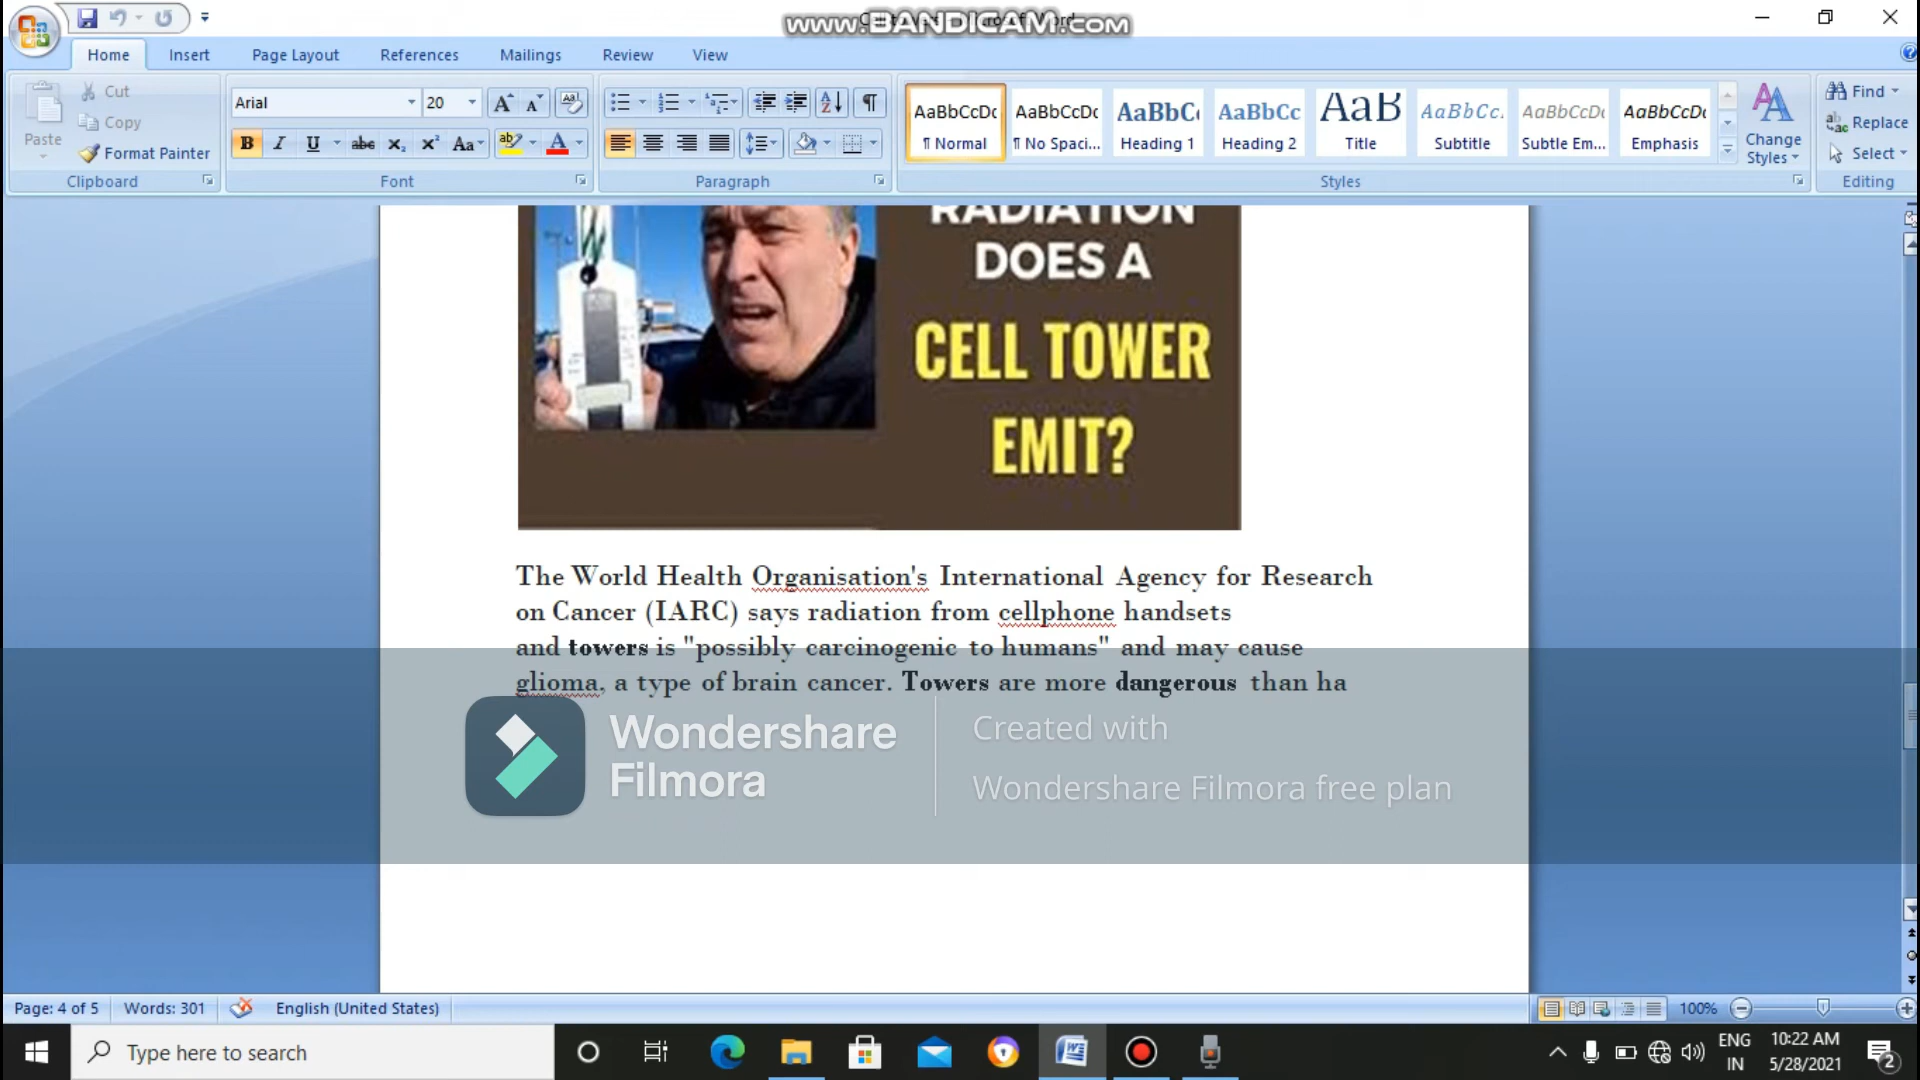 www.BANDICAM.com
Home Insert Page Layout References Mailings Review View
Paste
Cut
Copy
Format Painter
Clipboard
Arial 20
Font
Paragraph
AaBbCcDc AaBbCcDc AaBbC AaBbCc AaB AaBbCc. AaBbCcDc AaBbCcDc
¶ Normal ¶ No Spaci... Heading 1 Heading 2 Title Subtitle Subtle Em... Emphasis
Change
Styles
Styles
Find
Replace
Select
Editing
RADIATION
DOES A
CELL TOWER
EMIT?
The World Health Organisation's International Agency for Research
on Cancer (IARC) says radiation from cellphone handsets
and towers is "possibly carcinogenic to humans" and may cause
glioma, a type of brain cancer. Towers are more dangerous than ha
Wondershare
Filmora
Created with
Wondershare Filmora free plan
Page: 4 of 5 Words: 301 English (United States) 100%
Type here to search
ENG
IN
10:22 AM
5/28/2021
2